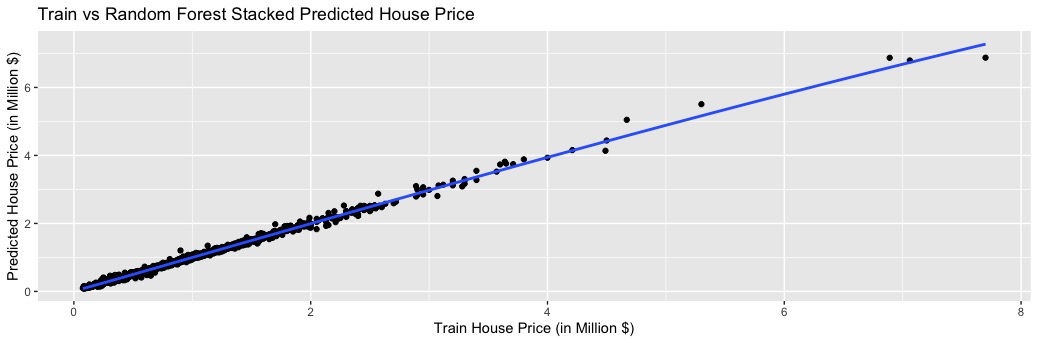 Train vs Random Forest Stacked Predicted House Price
Predicted House Price (in Million $)
6
4
2
0
0 2 4 6 8
Train House Price (in Million $)